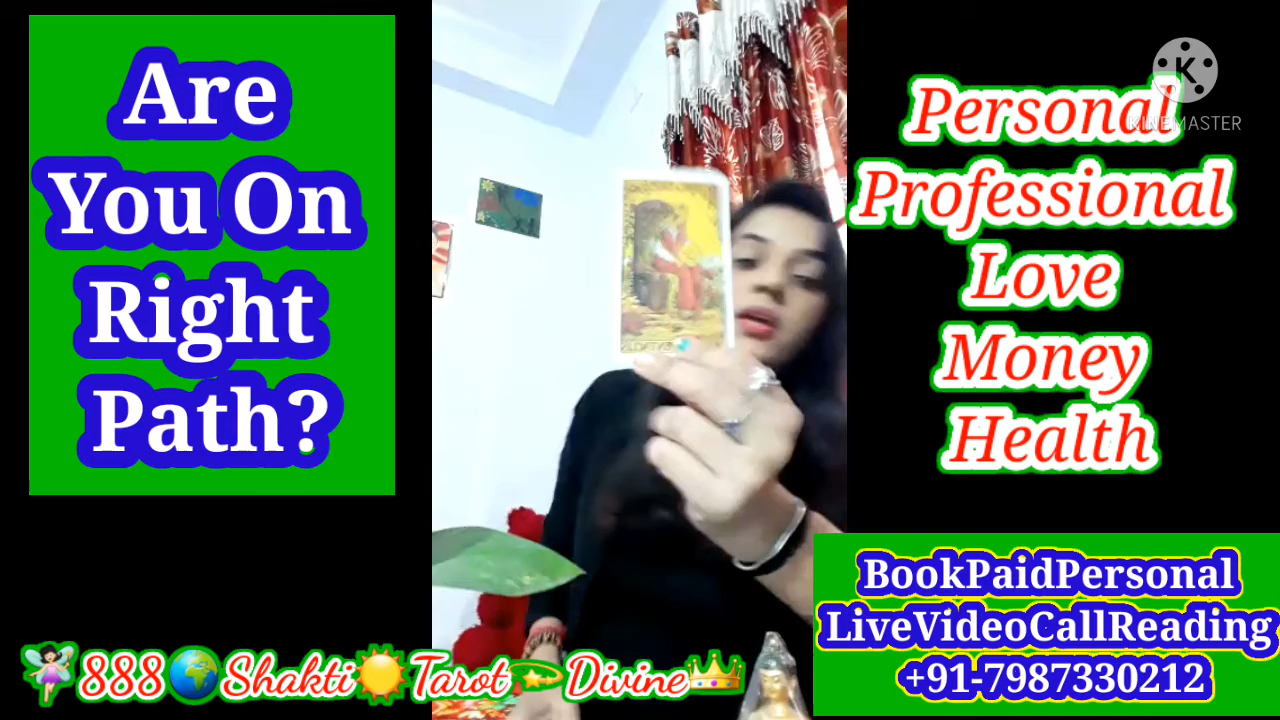 Are
You On
Right
Path?
Personal
Professional
Love
Money
Health
KINEMASTER
BookPaidPersonal
LiveVideoCallReading
+91-7987330212
888 Shakti Tarot Divine